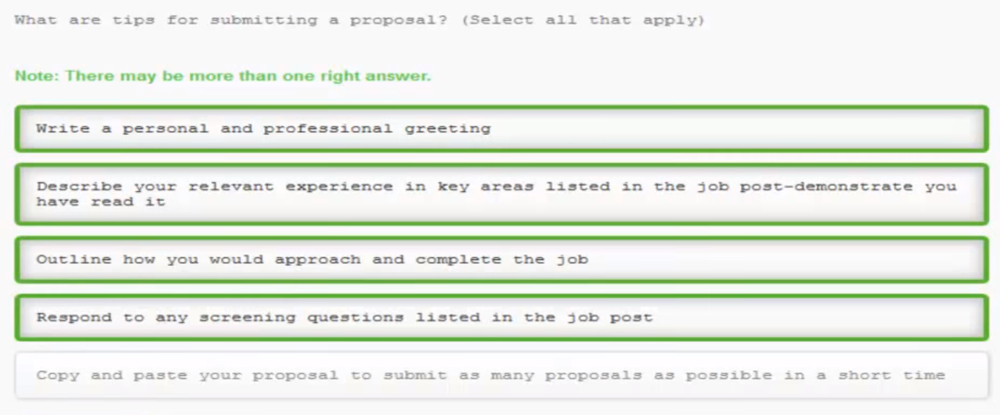 What are tips for submitting a proposal? (Select all that apply)
Note: There may be more than one right answer.
Write a personal and professional greeting
Describe your relevant experience in key areas listed in the job post-demonstrate you
have read it
Outline how you would approach and complete the job
Respond to any screening questions listed in the job post
Copy and paste your proposal to submit as many proposals as possible in a short time